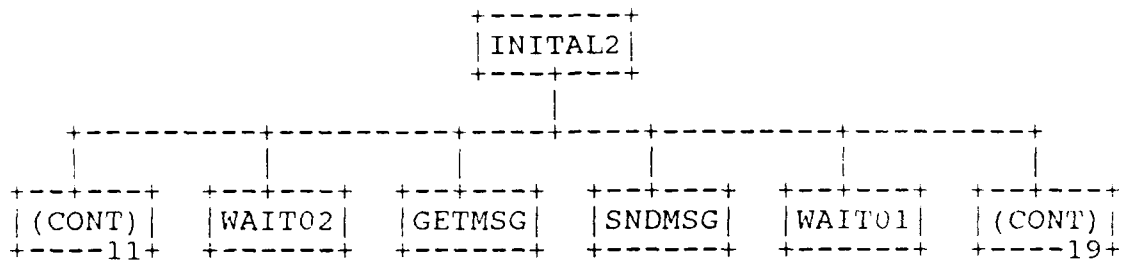 INITAL2
(CONT) WAIT02 GETMSG SNDMSG WAIT01 (CONT)
11 19